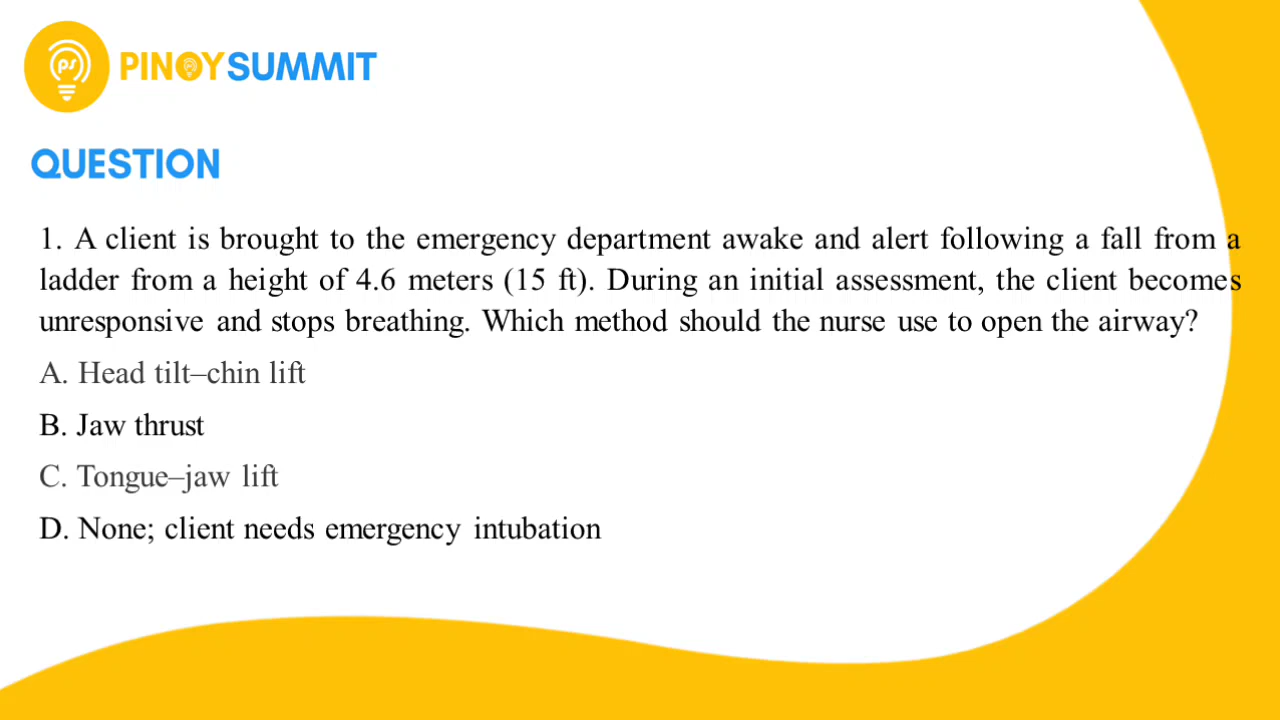 PINOYSUMMIT
QUESTION
1. A client is brought to the emergency department awake and alert following a fall from a
ladder from a height of 4.6 meters (15 ft). During an initial assessment, the client becomes
unresponsive and stops breathing. Which method should the nurse use to open the airway?
A. Head tilt–chin lift
B. Jaw thrust
C. Tongue–jaw lift
D. None; client needs emergency intubation